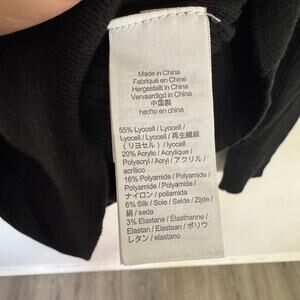 Made in China
Fabriqué en Chine
Hergestellt in China
Vervaardigd in China
中国製
hecho en china
55% Lyocell / Lyocell /
Lyocell / Lyocell / 再生繊維
(リヨセル) / lyocell
20% Acrylic / Acrylique /
Polyacryl / Acryl / アクリル /
acrílico
16% Polyamide / Polyamide /
Polyamide / Polyamide /
ナイロン / poliamida
6% Silk / Soie / Seide / Zijde /
絹 / seda
3% Elastane / Elasthanne /
Elastan / Elastaan / ポリウ
レタン / elastano